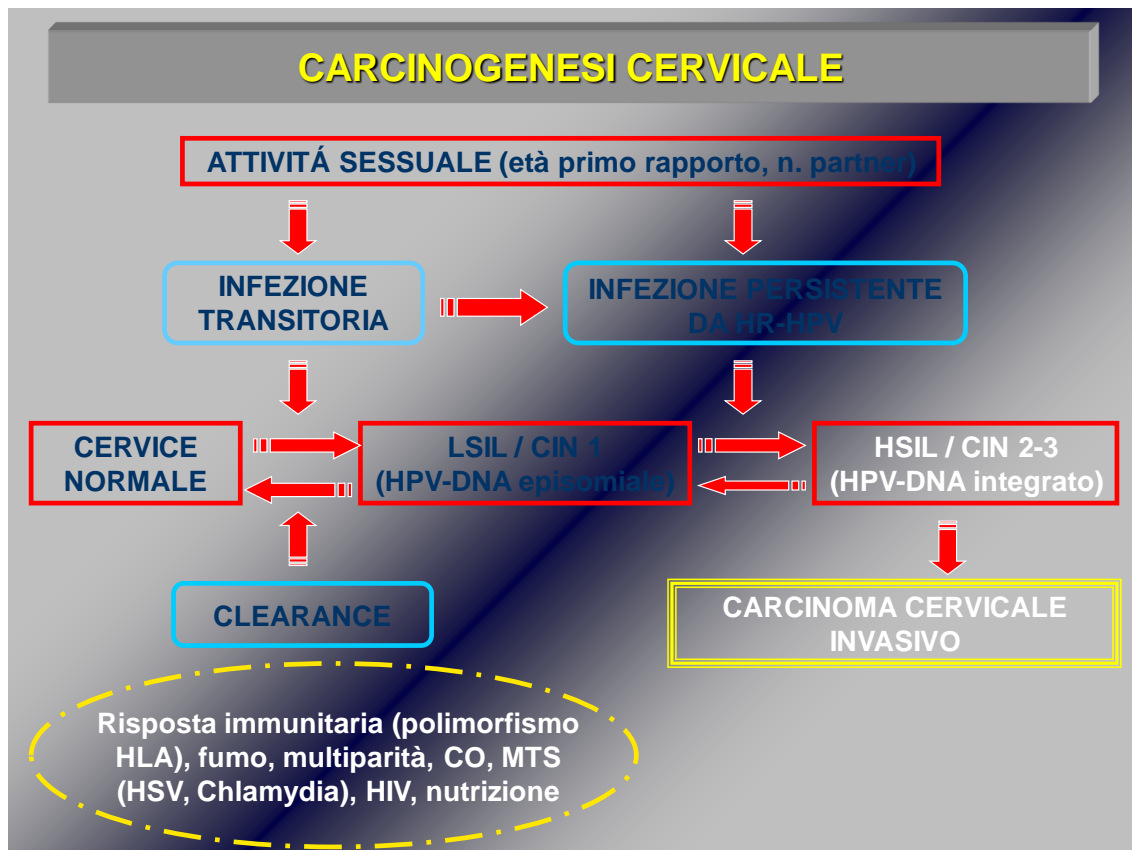 CARCINOGENESI CERVICALE
ATTIVITÁ SESSUALE (età primo rapporto, n. partner)
INFEZIONE
TRANSITORIA
INFEZIONE PERSISTENTE
DA HR-HPV
CERVICE
NORMALE
LSIL / CIN 1
(HPV-DNA episomiale)
HSIL / CIN 2-3
(HPV-DNA integrato)
CLEARANCE
CARCINOMA CERVICALE
INVASIVO
Risposta immunitaria (polimorfismo
HLA), fumo, multiparità, CO, MTS
(HSV, Chlamydia), HIV, nutrizione